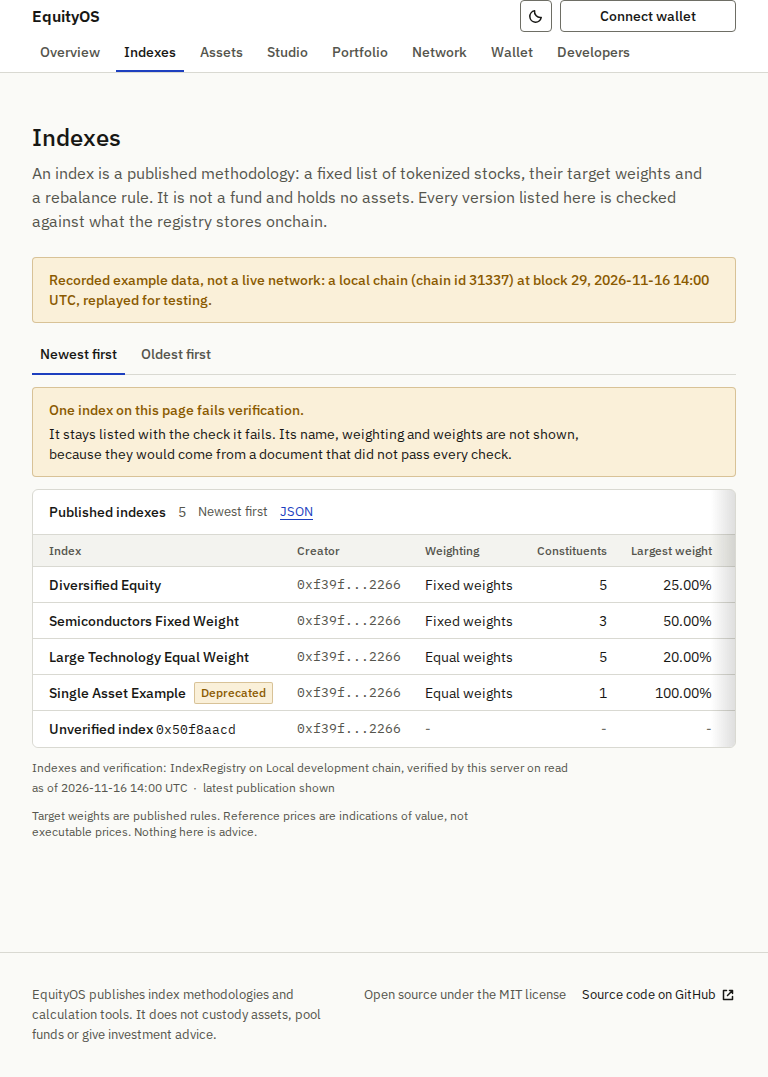 EquityOS
Connect wallet
Overview Indexes Assets Studio Portfolio Network Wallet Developers
Indexes
An index is a published methodology: a fixed list of tokenized stocks, their target weights and
a rebalance rule. It is not a fund and holds no assets. Every version listed here is checked
against what the registry stores onchain.
Recorded example data, not a live network: a local chain (chain id 31337) at block 29, 2026-11-16 14:00
UTC, replayed for testing.
Newest first Oldest first
One index on this page fails verification.
It stays listed with the check it fails. Its name, weighting and weights are not shown,
because they would come from a document that did not pass every check.
Published indexes 5 Newest first JSON
Index Creator Weighting Constituents Largest weight
Diversified Equity 0xf39f...2266 Fixed weights 5 25.00%
Semiconductors Fixed Weight 0xf39f...2266 Fixed weights 3 50.00%
Large Technology Equal Weight 0xf39f...2266 Equal weights 5 20.00%
Single Asset Example Deprecated 0xf39f...2266 Equal weights 1 100.00%
Unverified index 0x50f8aacd 0xf39f...2266 - - -
Indexes and verification: IndexRegistry on Local development chain, verified by this server on read
as of 2026-11-16 14:00 UTC · latest publication shown
Target weights are published rules. Reference prices are indications of value, not
executable prices. Nothing here is advice.
EquityOS publishes index methodologies and
calculation tools. It does not custody assets, pool
funds or give investment advice.
Open source under the MIT license Source code on GitHub